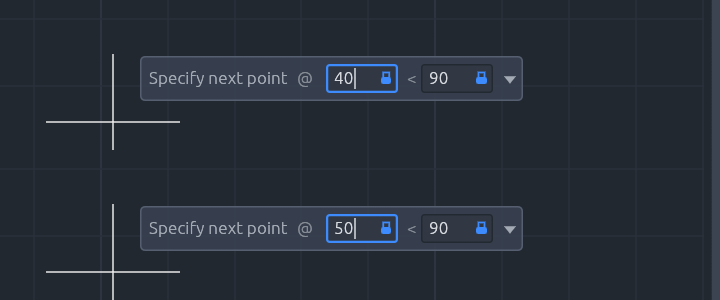 Specify next point @ 40 < 90
Specify next point @ 50 < 90